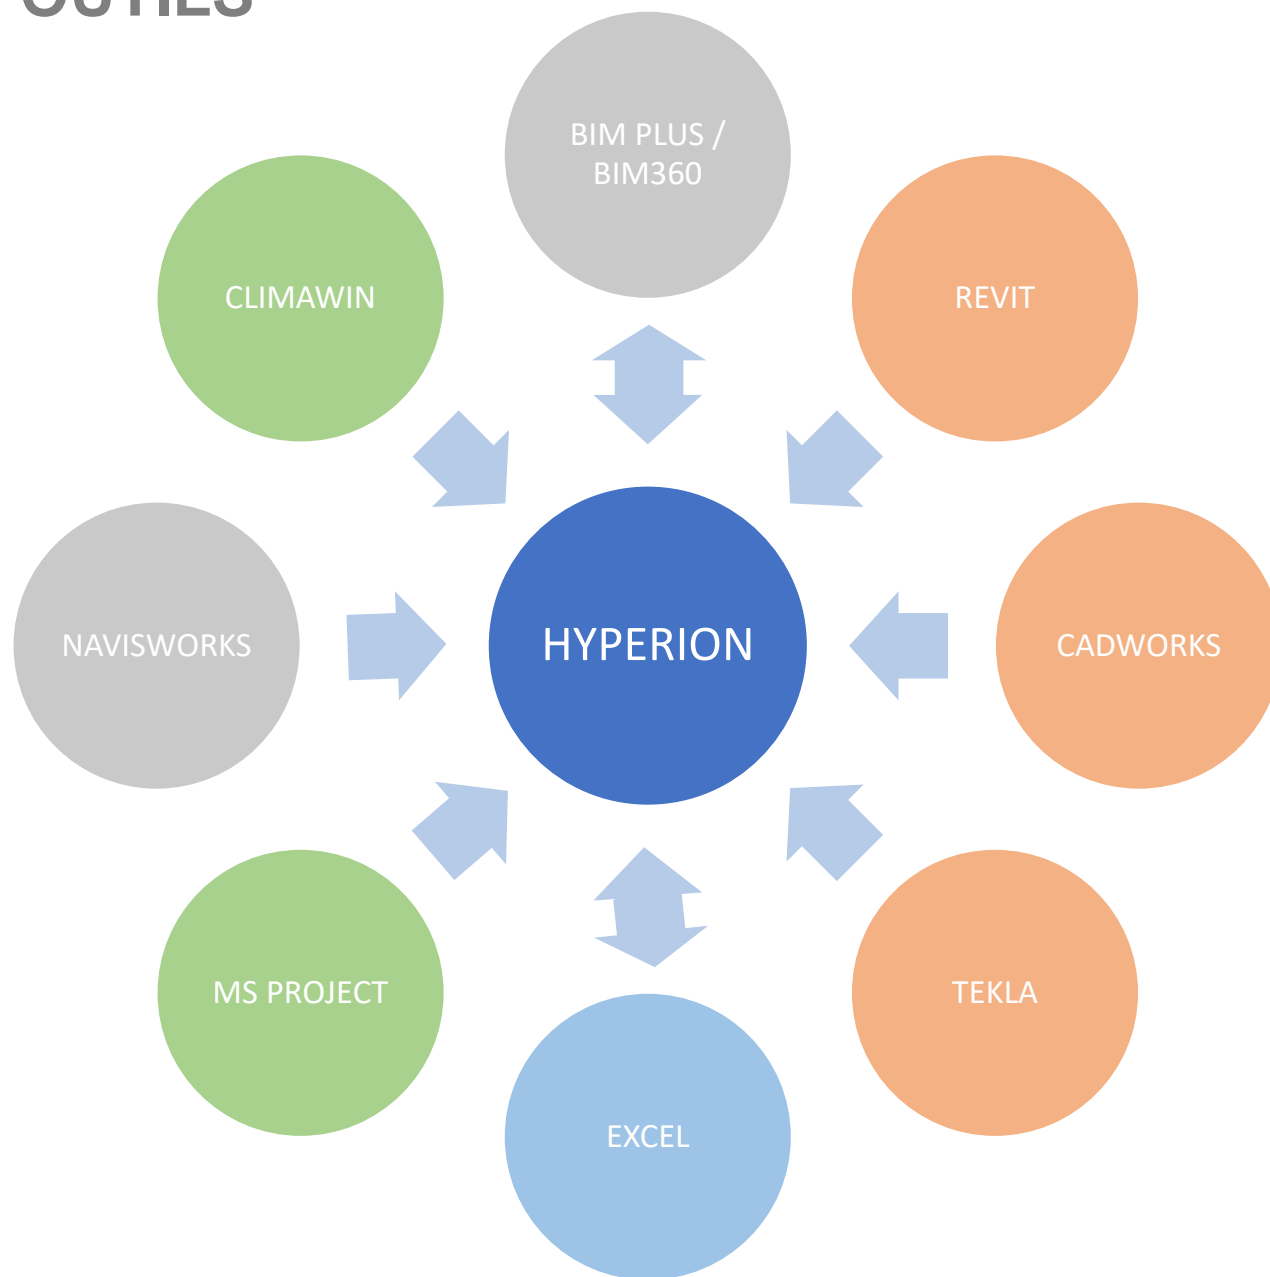 BIM PLUS /
BIM360
CLIMAWIN
REVIT
NAVISWORKS
HYPERION
CADWORKS
MS PROJECT
TEKLA
EXCEL